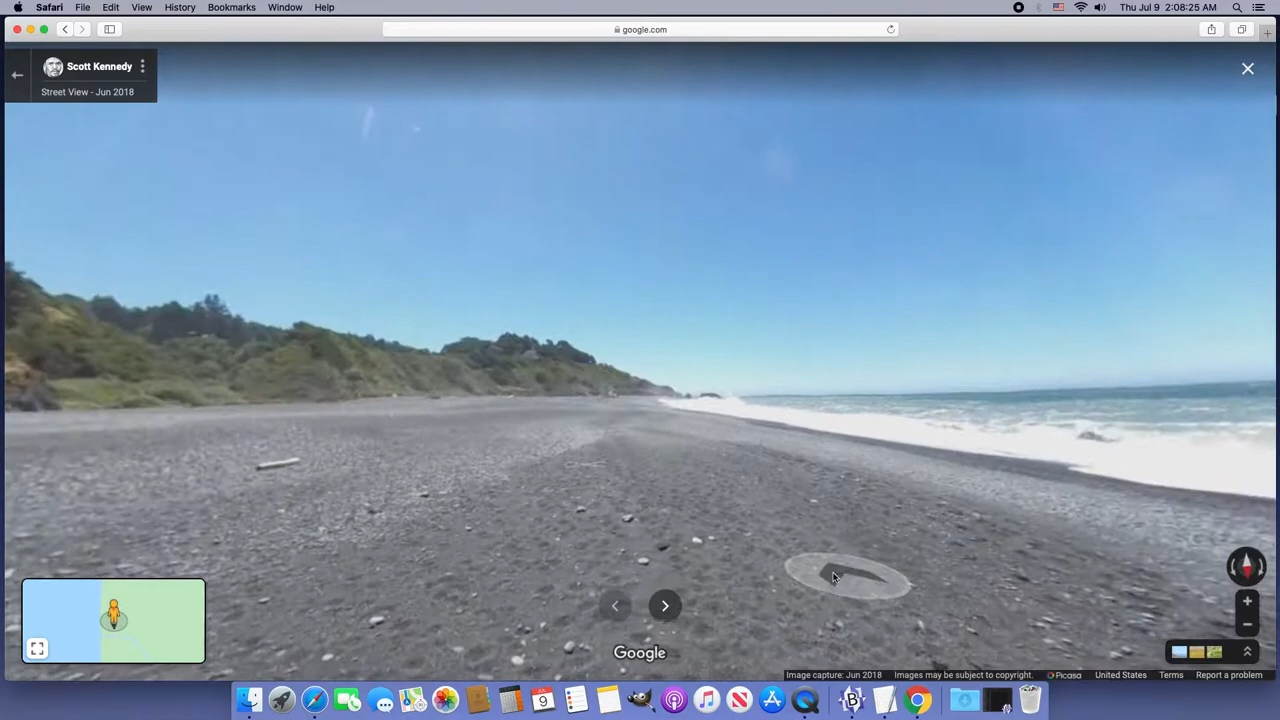 Safari File Edit View History Bookmarks Window Help Thu Jul 9 2:08:25 AM
google.com
Scott Kennedy
Street View - Jun 2018
Google
Image capture: Jun 2018 Images may be subject to copyright. Picasa United States Terms Report a problem